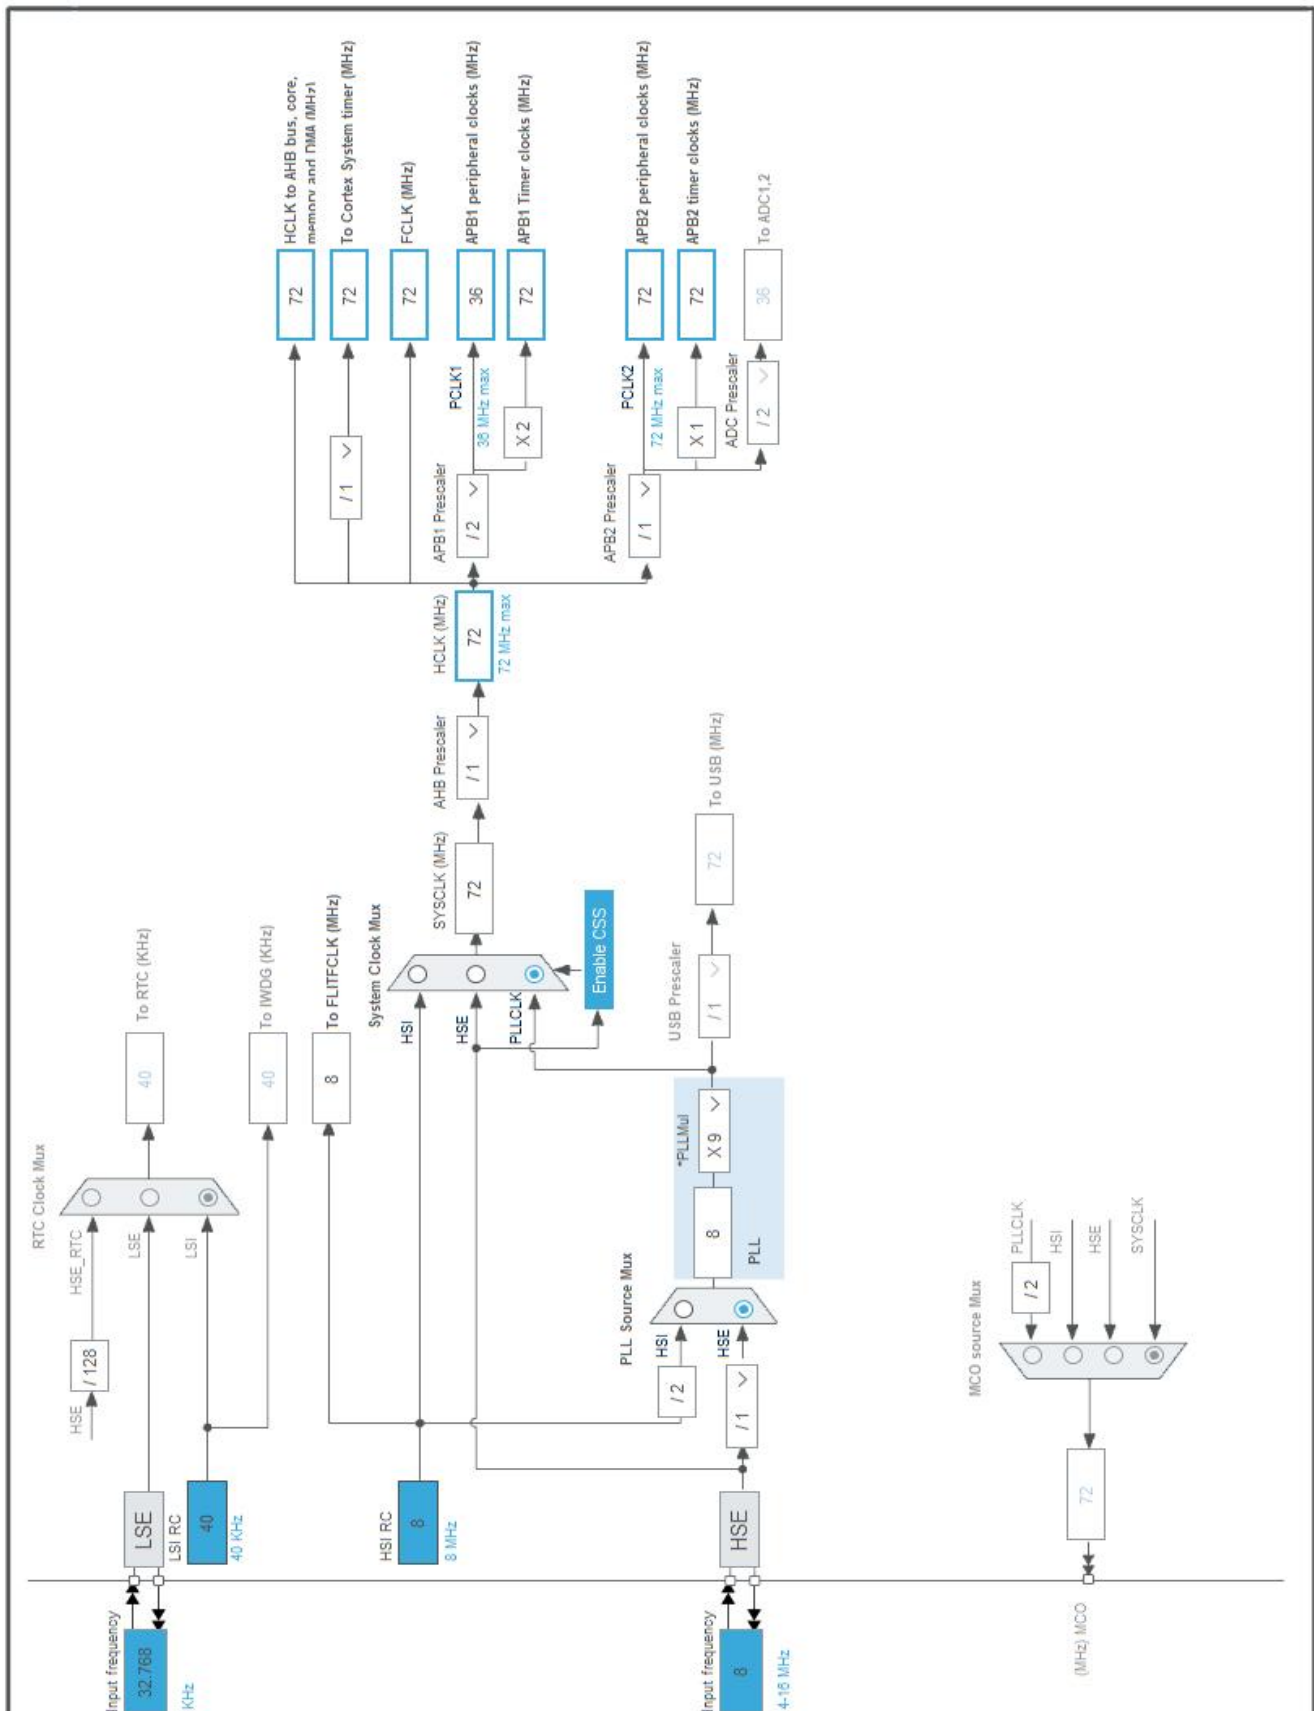 RTC Clock Mux
HSE
/ 128
HSE_RTC
LSE
LSI
40
To RTC (KHz)
Input frequency
32.768
KHz
LSE
LSI RC
40
40 KHz
40
To IWDG (KHz)
HSI RC
8
8 MHz
8
To FLITFCLK (MHz)
System Clock Mux
HSI
HSE
PLLCLK
Enable CSS
SYSCLK (MHz)
72
AHB Prescaler
/ 1
HCLK (MHz)
72
72 MHz max
72
HCLK to AHB bus, core,
memory and DMA (MHz)
/ 1
72
To Cortex System timer (MHz)
72
FCLK (MHz)
APB1 Prescaler
/ 2
PCLK1
36 MHz max
36
APB1 peripheral clocks (MHz)
X 2
72
APB1 Timer clocks (MHz)
APB2 Prescaler
/ 1
PCLK2
72 MHz max
72
APB2 peripheral clocks (MHz)
X 1
72
APB2 timer clocks (MHz)
ADC Prescaler
/ 2
36
To ADC1,2
PLL Source Mux
/ 2
HSI
HSE
/ 1
8
*PLLMul
X 9
PLL
USB Prescaler
/ 1
72
To USB (MHz)
Input frequency
8
4-16 MHz
HSE
MCO source Mux
PLLCLK
/ 2
HSI
HSE
SYSCLK
72
(MHz) MCO